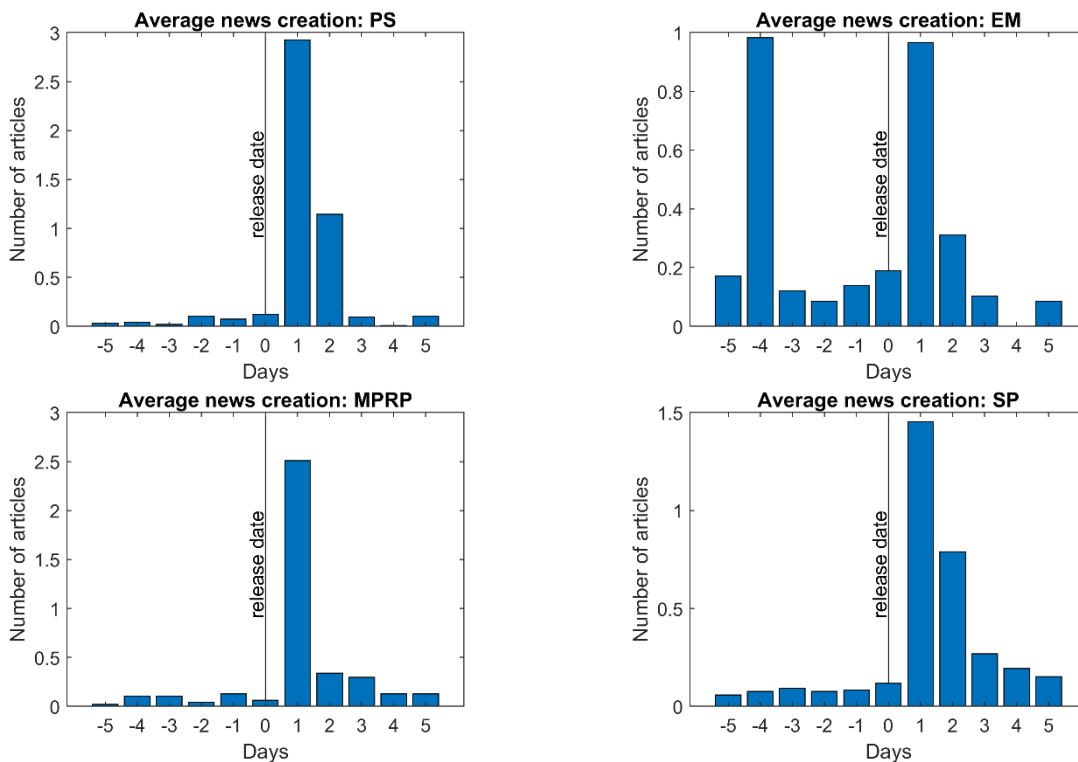 Average news creation: PS
Number of articles
3
2.5
2
1.5
1
0.5
0
release date
-5 -4 -3 -2 -1 0 1 2 3 4 5
Days
Average news creation: EM
Number of articles
1
0.8
0.6
0.4
0.2
0
release date
-5 -4 -3 -2 -1 0 1 2 3 4 5
Days
Average news creation: MPRP
Number of articles
3
2.5
2
1.5
1
0.5
0
release date
-5 -4 -3 -2 -1 0 1 2 3 4 5
Days
Average news creation: SP
Number of articles
1.5
1
0.5
0
release date
-5 -4 -3 -2 -1 0 1 2 3 4 5
Days